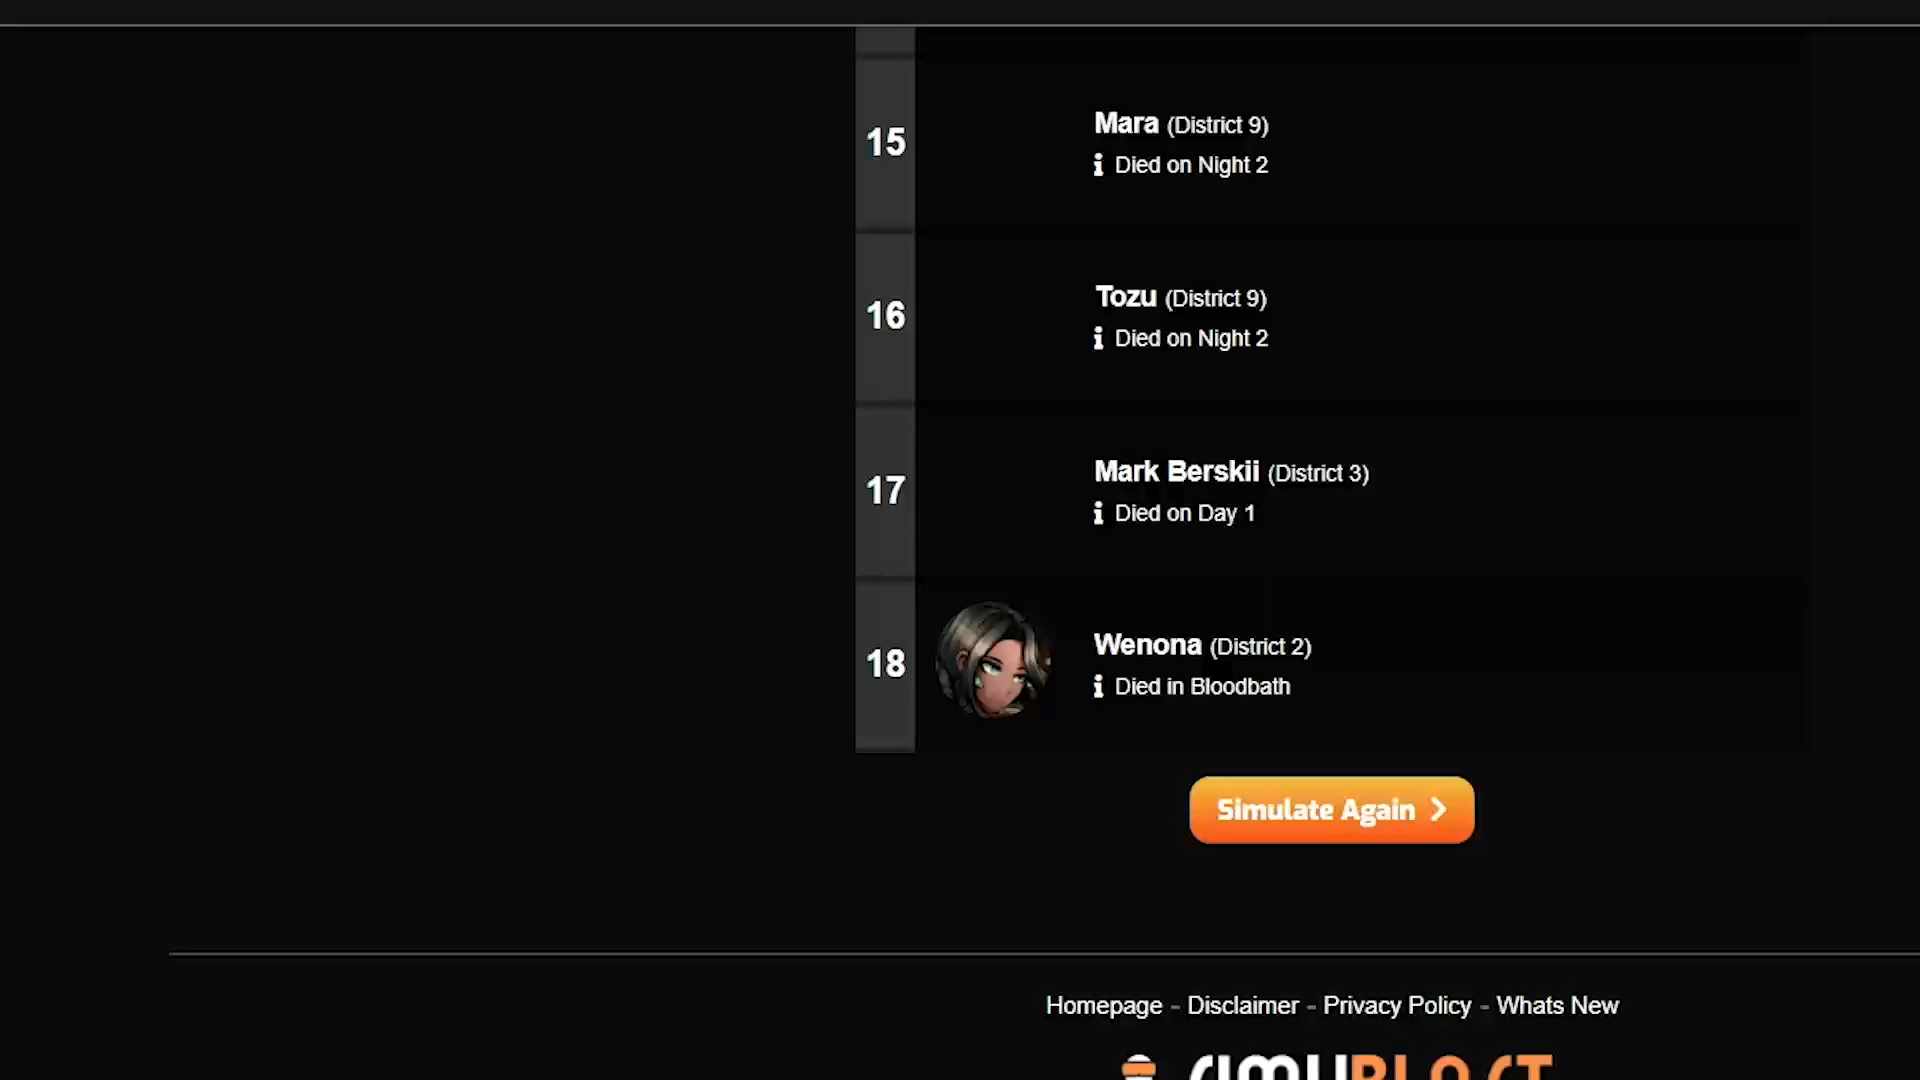 15
Mara (District 9)
Died on Night 2
16
Tozu (District 9)
Died on Night 2
17
Mark Berskii (District 3)
Died on Day 1
18
Wenona (District 2)
Died in Bloodbath
Simulate Again
Homepage - Disclaimer - Privacy Policy - Whats New
SIMUBLAST